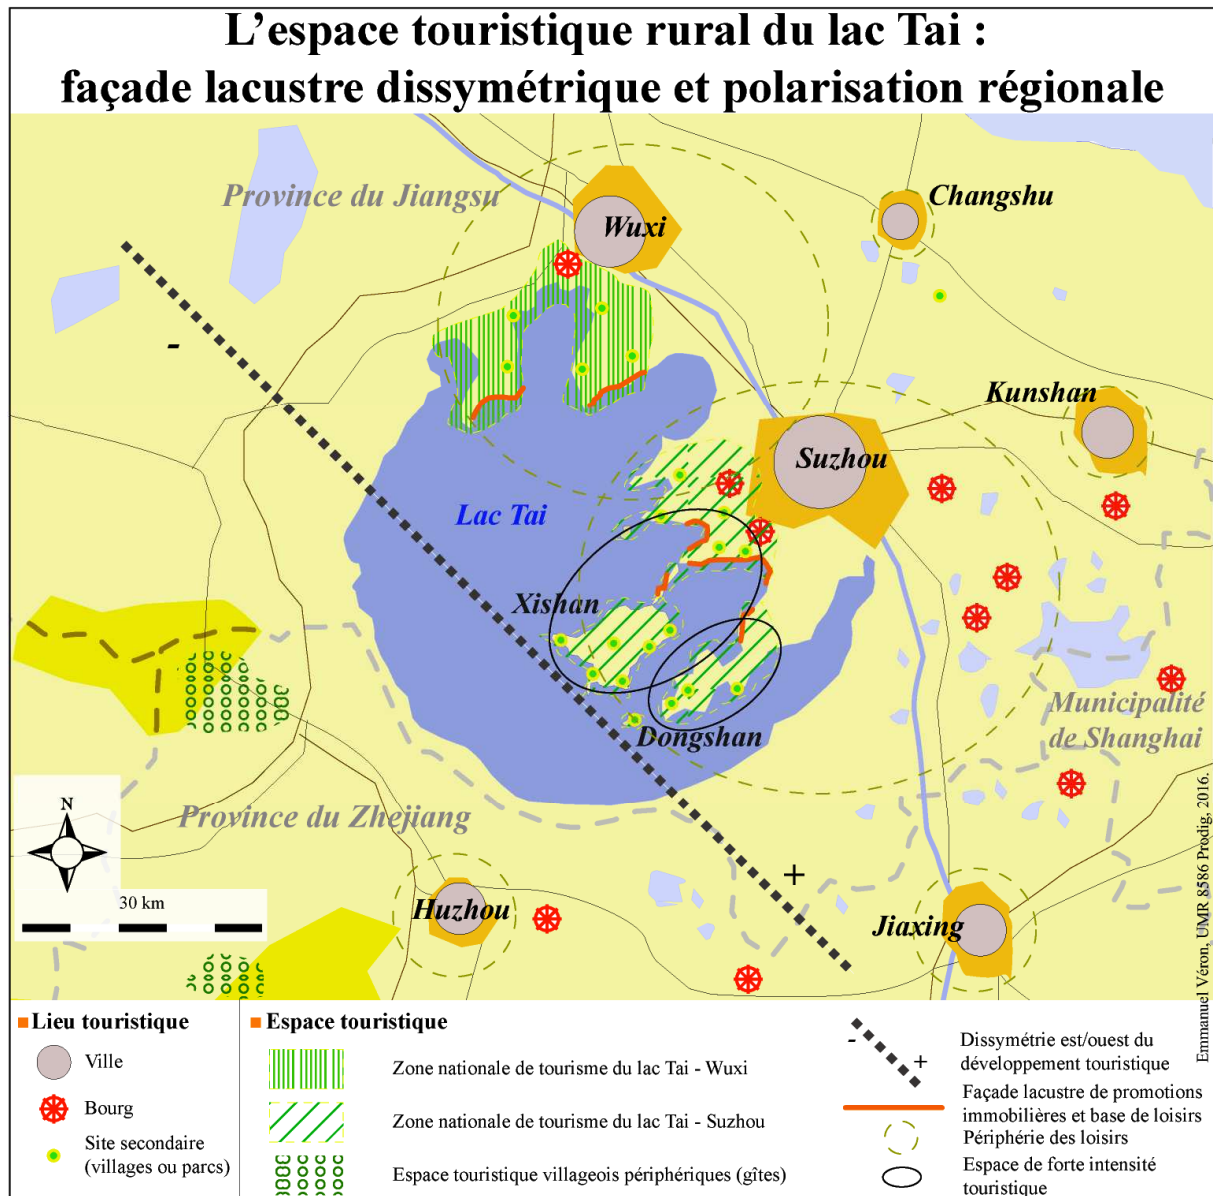 L'espace touristique rural du lac Tai :
façade lacustre dissymétrique et polarisation régionale
Province du Jiangsu
Wuxi
Changshu
-
Kunshan
Suzhou
Lac Tai
Xishan
Dongshan
Municipalité
de Shanghai
N
Province du Zhejiang
30 km
+
Huzhou
Jiaxing
Emmanuel Véron, UMR 8586 Prodig, 2016.
Lieu touristique
Ville
Bourg
Site secondaire
(villages ou parcs)
Espace touristique
Zone nationale de tourisme du lac Tai - Wuxi
Zone nationale de tourisme du lac Tai - Suzhou
Espace touristique villageois périphériques (gîtes)
-
+
Dissymétrie est/ouest du
développement touristique
Façade lacustre de promotions
immobilières et base de loisirs
Périphérie des loisirs
Espace de forte intensité
touristique